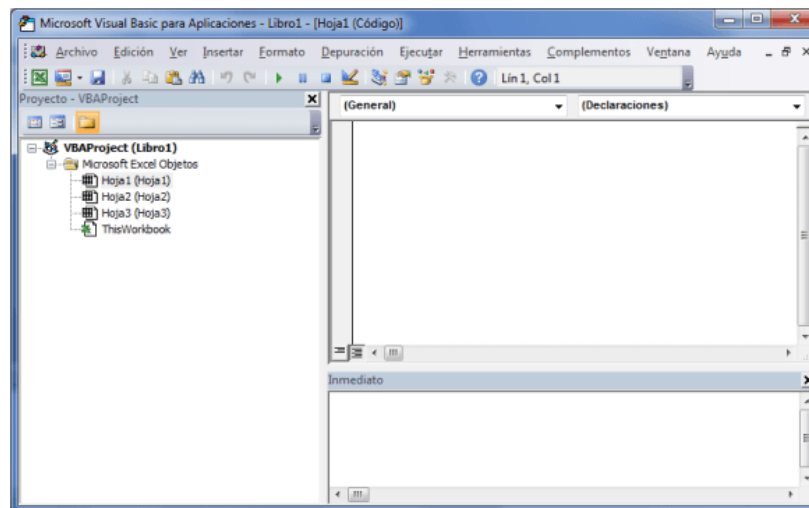 Microsoft Visual Basic para Aplicaciones - Libro1 - [Hoja1 (Código)]
Archivo Edición Ver Insertar Formato Depuración Ejecutar Herramientas Complementos Ventana Ayuda
Lín 1, Col 1
Proyecto - VBAProject
(General) (Declaraciones)
VBAProject (Libro1)
Microsoft Excel Objetos
Hoja1 (Hoja1)
Hoja2 (Hoja2)
Hoja3 (Hoja3)
ThisWorkbook
Inmediato